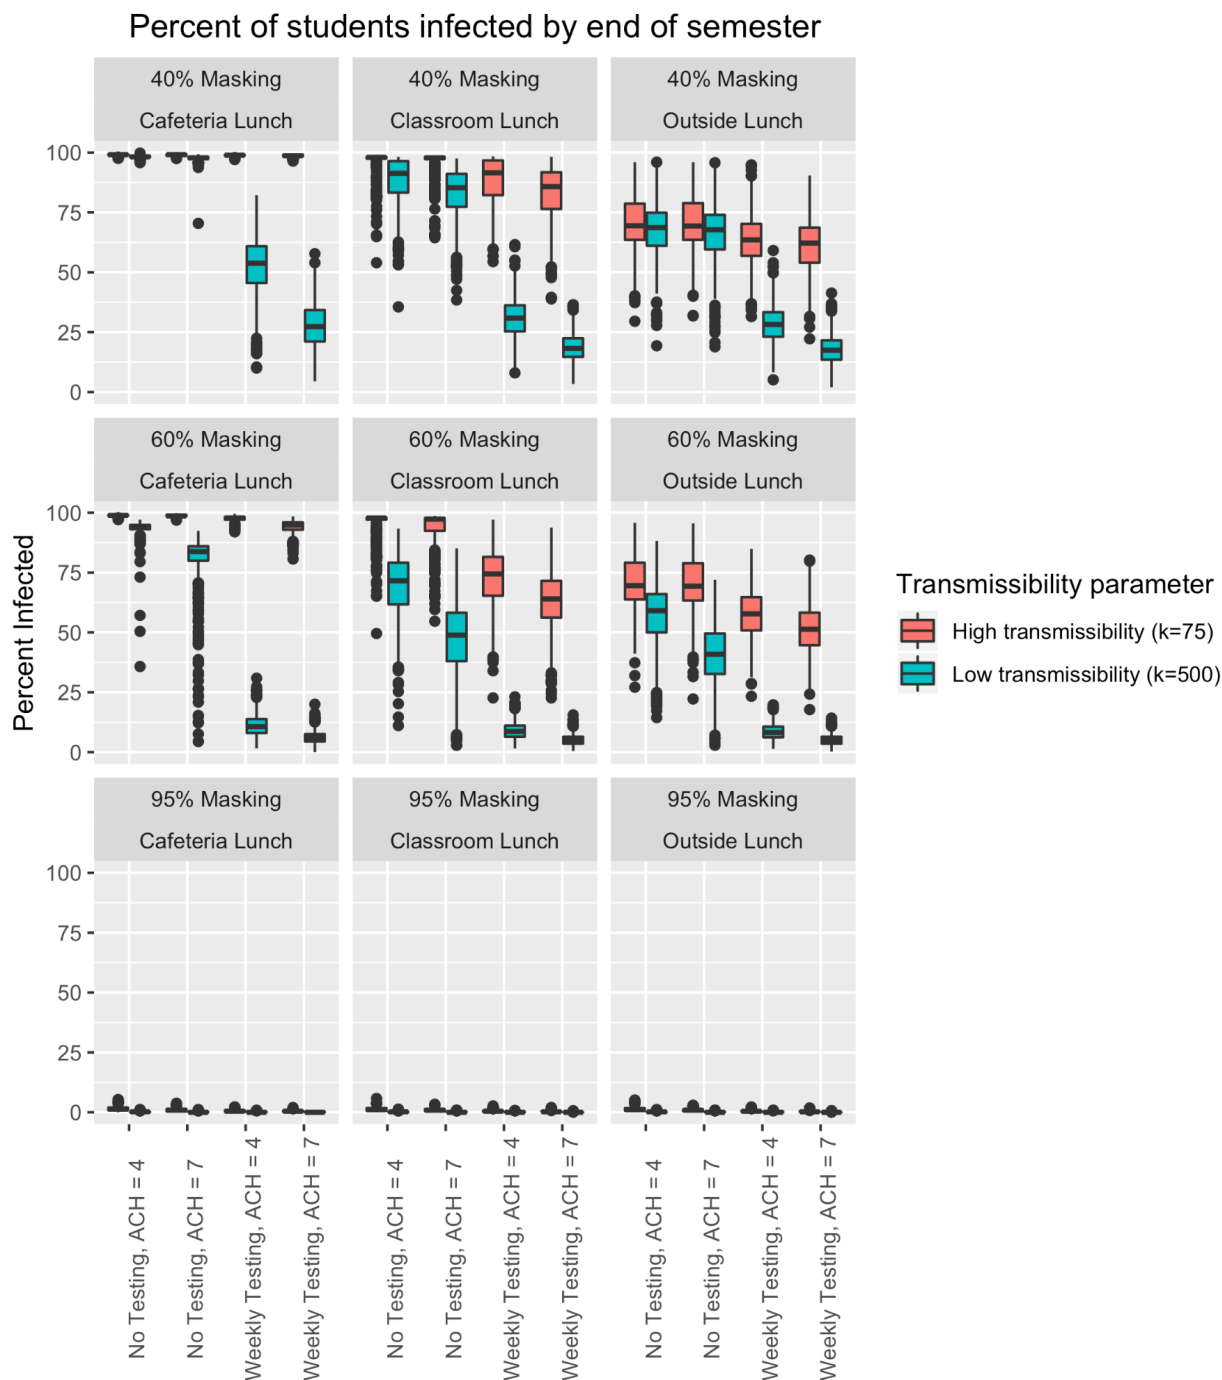 Percent of students infected by end of semester
40% Masking
Cafeteria Lunch
40% Masking
Classroom Lunch
40% Masking
Outside Lunch
100
75
50
25
0
60% Masking
Cafeteria Lunch
60% Masking
Classroom Lunch
60% Masking
Outside Lunch
100
75
50
25
0
95% Masking
Cafeteria Lunch
95% Masking
Classroom Lunch
95% Masking
Outside Lunch
100
75
50
25
0
Percent Infected
No Testing, ACH = 4
No Testing, ACH = 7
Weekly Testing, ACH = 4
Weekly Testing, ACH = 7
No Testing, ACH = 4
No Testing, ACH = 7
Weekly Testing, ACH = 4
Weekly Testing, ACH = 7
No Testing, ACH = 4
No Testing, ACH = 7
Weekly Testing, ACH = 4
Weekly Testing, ACH = 7
Transmissibility parameter
High transmissibility (k=75)
Low transmissibility (k=500)